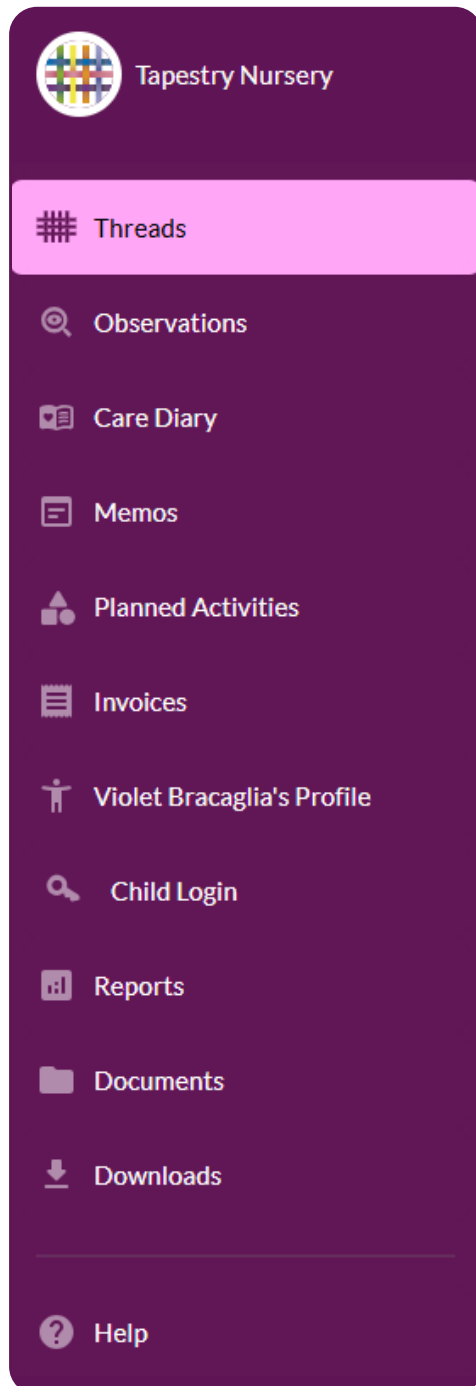 Tapestry Nursery
Threads
Observations
Care Diary
Memos
Planned Activities
Invoices
Violet Bracaglia's Profile
Child Login
Reports
Documents
Downloads
Help